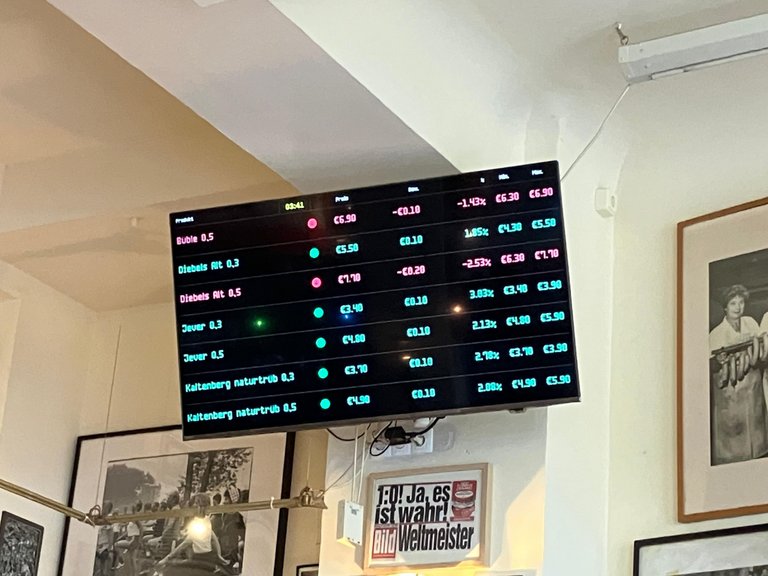 Produkt 03:41 Preis Bew. % Min. Max.
Buble 0,5 €6.90 -€0.10 -1.43% €6.30 €6.90
Diebels Alt 0,3 €5.50 €0.10 1.85% €4.30 €5.50
Diebels Alt 0,5 €7.70 -€0.20 -2.53% €6.30 €7.70
Jever 0,3 €3.40 €0.10 3.03% €3.40 €3.90
Jever 0,5 €4.80 €0.10 2.13% €4.80 €5.90
Kaltenberg naturtrüb 0,3 €3.70 €0.10 2.78% €3.70 €3.90
Kaltenberg naturtrüb 0,5 €4.90 €0.10 2.08% €4.90 €5.90
1:0! Ja, es
ist wahr!
Bild Weltmeister